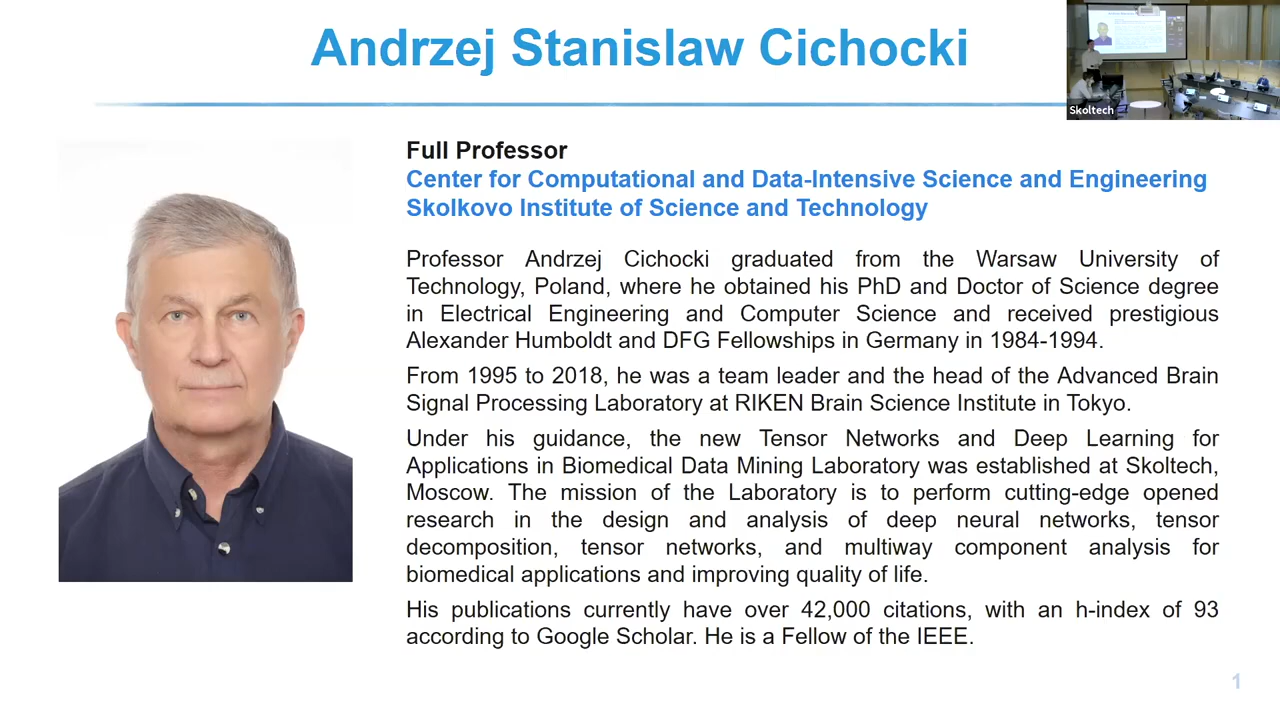 Andrzej Stanislaw Cichocki
Skoltech
Full Professor
Center for Computational and Data-Intensive Science and Engineering
Skolkovo Institute of Science and Technology
Professor Andrzej Cichocki graduated from the Warsaw University of
Technology, Poland, where he obtained his PhD and Doctor of Science degree
in Electrical Engineering and Computer Science and received prestigious
Alexander Humboldt and DFG Fellowships in Germany in 1984-1994.
From 1995 to 2018, he was a team leader and the head of the Advanced Brain
Signal Processing Laboratory at RIKEN Brain Science Institute in Tokyo.
Under his guidance, the new Tensor Networks and Deep Learning for
Applications in Biomedical Data Mining Laboratory was established at Skoltech,
Moscow. The mission of the Laboratory is to perform cutting-edge opened
research in the design and analysis of deep neural networks, tensor
decomposition, tensor networks, and multiway component analysis for
biomedical applications and improving quality of life.
His publications currently have over 42,000 citations, with an h-index of 93
according to Google Scholar. He is a Fellow of the IEEE.
1